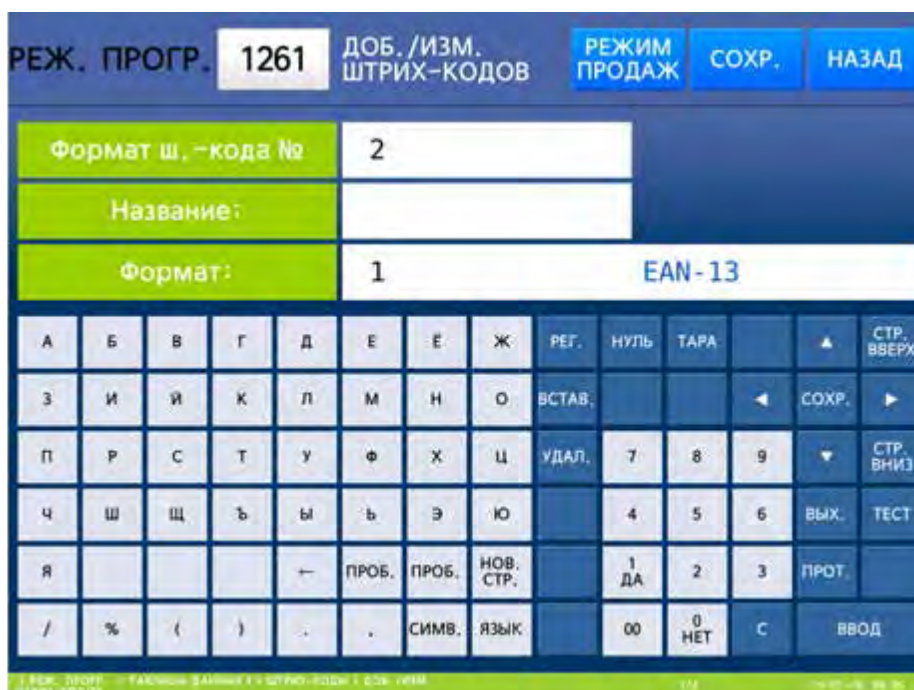 РЕЖ. ПРОГР. 1261 ДОБ./ИЗМ. ШТРИХ-КОДОВ РЕЖИМ ПРОДАЖ СОХР. НАЗАД
Формат ш.-кода № 2
Название:
Формат: 1 EAN-13
А Б В Г Д Е Ё Ж РЕГ. НУЛЬ ТАРА ▲ СТР. ВВЕРХ
З И Й К Л М Н О ВСТАВ. ◄ СОХР. ►
П Р С Т У Ф Х Ц УДАЛ. 7 8 9 ▼ СТР. ВНИЗ
Ч Ш Щ Ъ Ы Ь Э Ю 4 5 6 ВЫХ. ТЕСТ
Я ← ПРОБ. ПРОБ. НОВ. СТР. 1 ДА 2 3 ПРОТ.
/ % ( ) . . СИМВ. ЯЗЫК 00 0 НЕТ С ВВОД